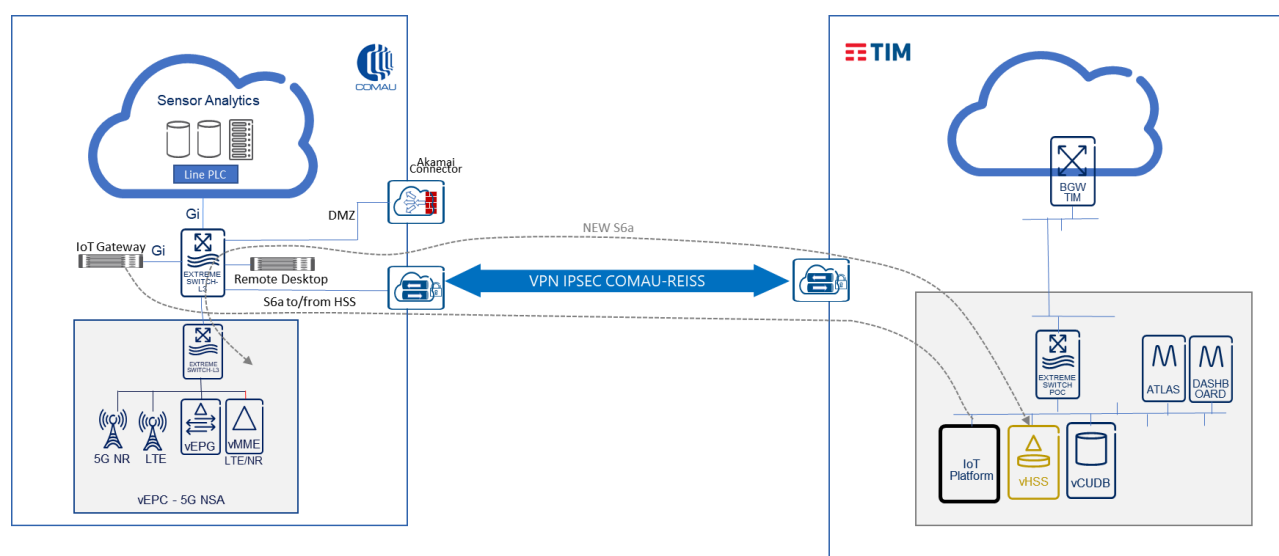 COMAU
TIM
Sensor Analytics
Line PLC
Akamai
Connector
BGW
TIM
Gi
DMZ
NEW S6a
IoT Gateway
Gi
EXTREME
SWITCH-
L3
Remote Desktop
VPN IPSEC COMAU-REISS
S6a to/from HSS
EXTREME
SWITCH-L3
EXTREME
SWITCH
POC
ATLAS
DASHB
OARD
5G NR
LTE
vEPG
vMME
LTE/NR
IoT
Platform
vHSS
vCUDB
vEPC - 5G NSA